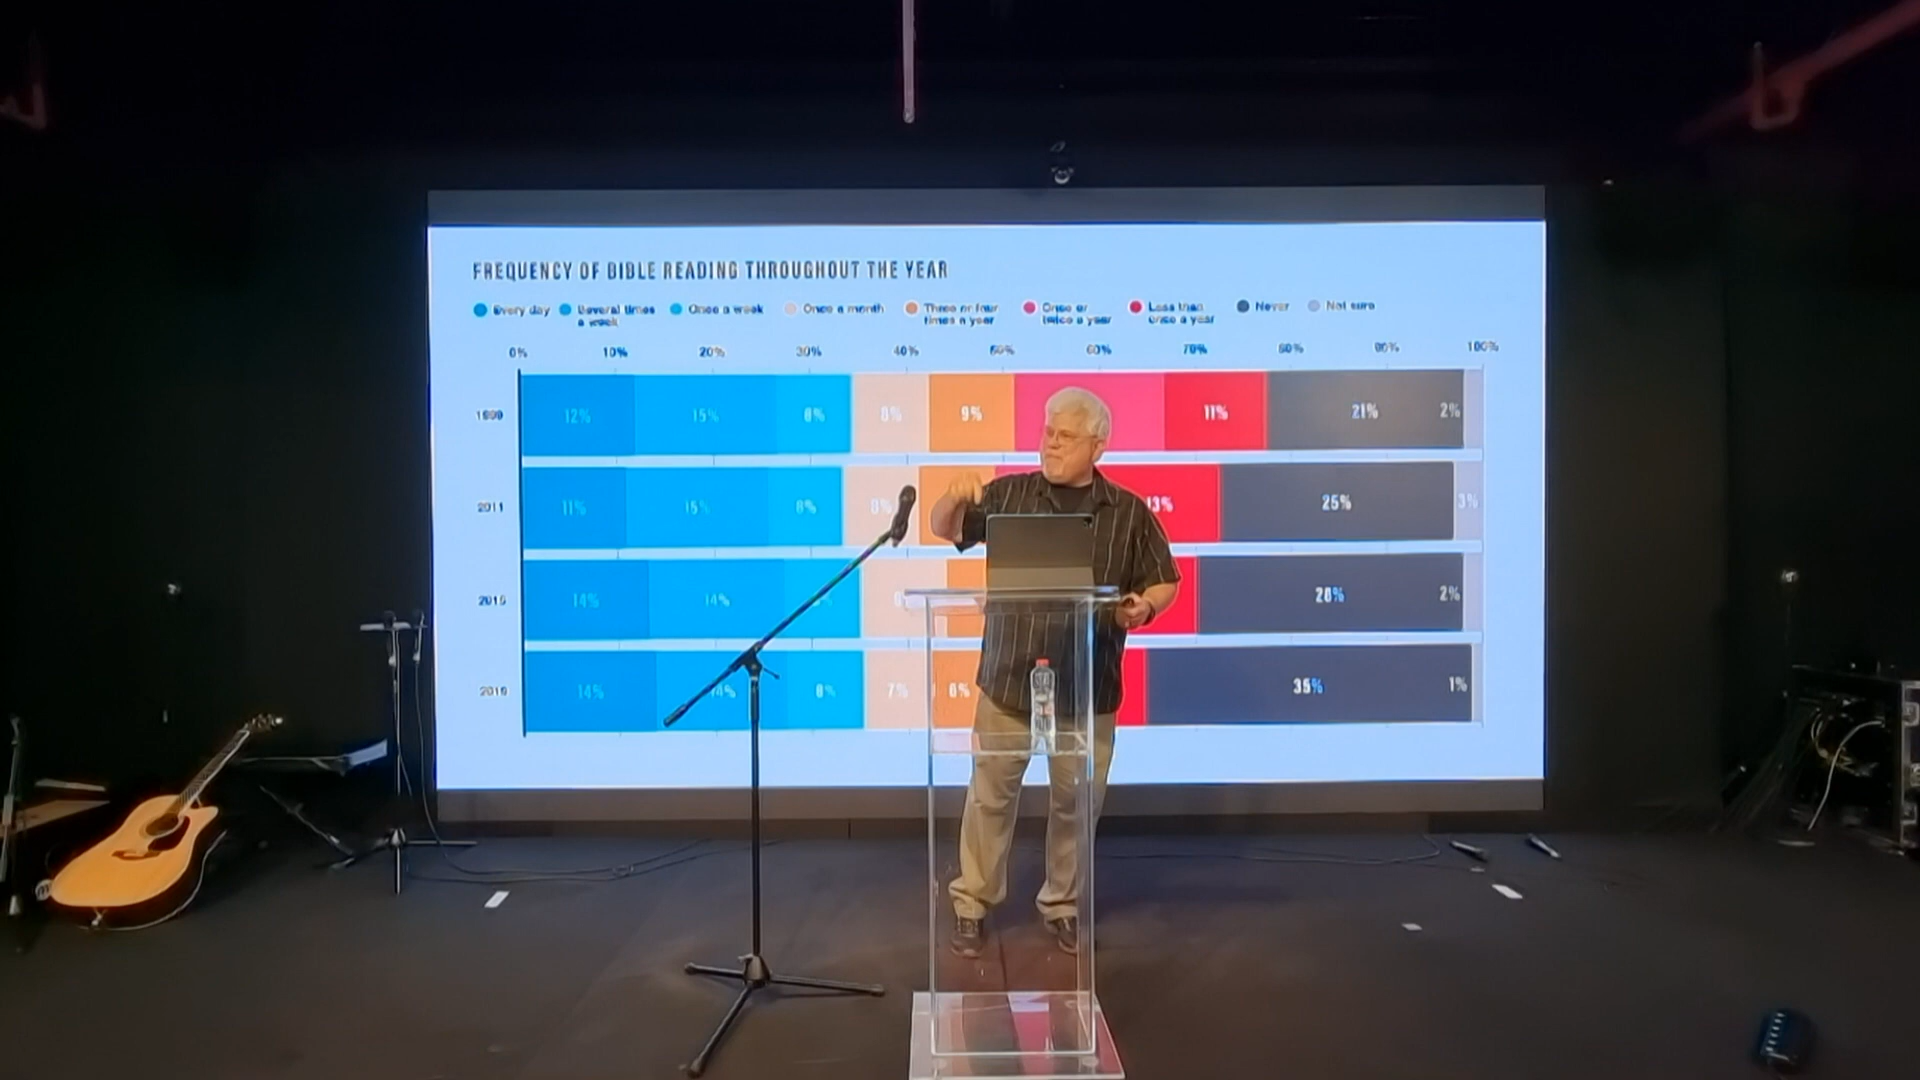 FREQUENCY OF BIBLE READING THROUGHOUT THE YEAR
Every day Several times a week Once a week Once a month Three or four times a year Once or twice a year Less than once a year Never Not sure
0% 10% 20% 30% 40% 50% 60% 70% 80% 90% 100%
12% 15% 8% 8% 9% 11% 21% 2%
2011 11% 15% 8% 8% 13% 25% 3%
14% 14% 2%
14% 14% 8% 7% 6% 35% 1%